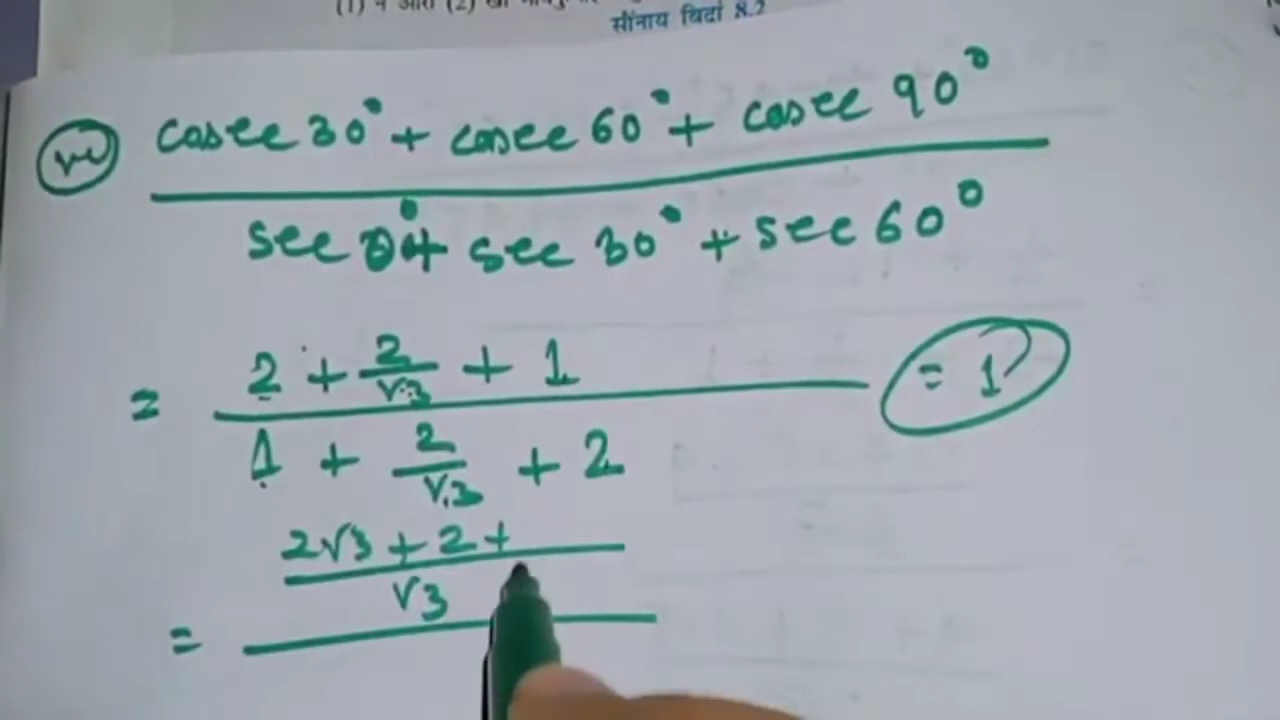 सींनाय विदां 8.2
cosec 30° + cosec 60° + cosec 90°
sec 0° + sec 30° + sec 60°
= 2 + 2/√3 + 1 = 1
1 + 2/√3 + 2
= 2√3 + 2 +
√3